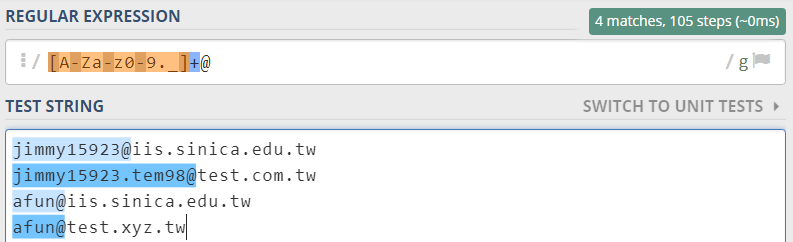 REGULAR EXPRESSION
4 matches, 105 steps (~0ms)
/ [A-Za-z0-9._]+@ / g
TEST STRING
SWITCH TO UNIT TESTS
jimmy15923@iis.sinica.edu.tw
jimmy15923.tem98@test.com.tw
afun@iis.sinica.edu.tw
afun@test.xyz.tw